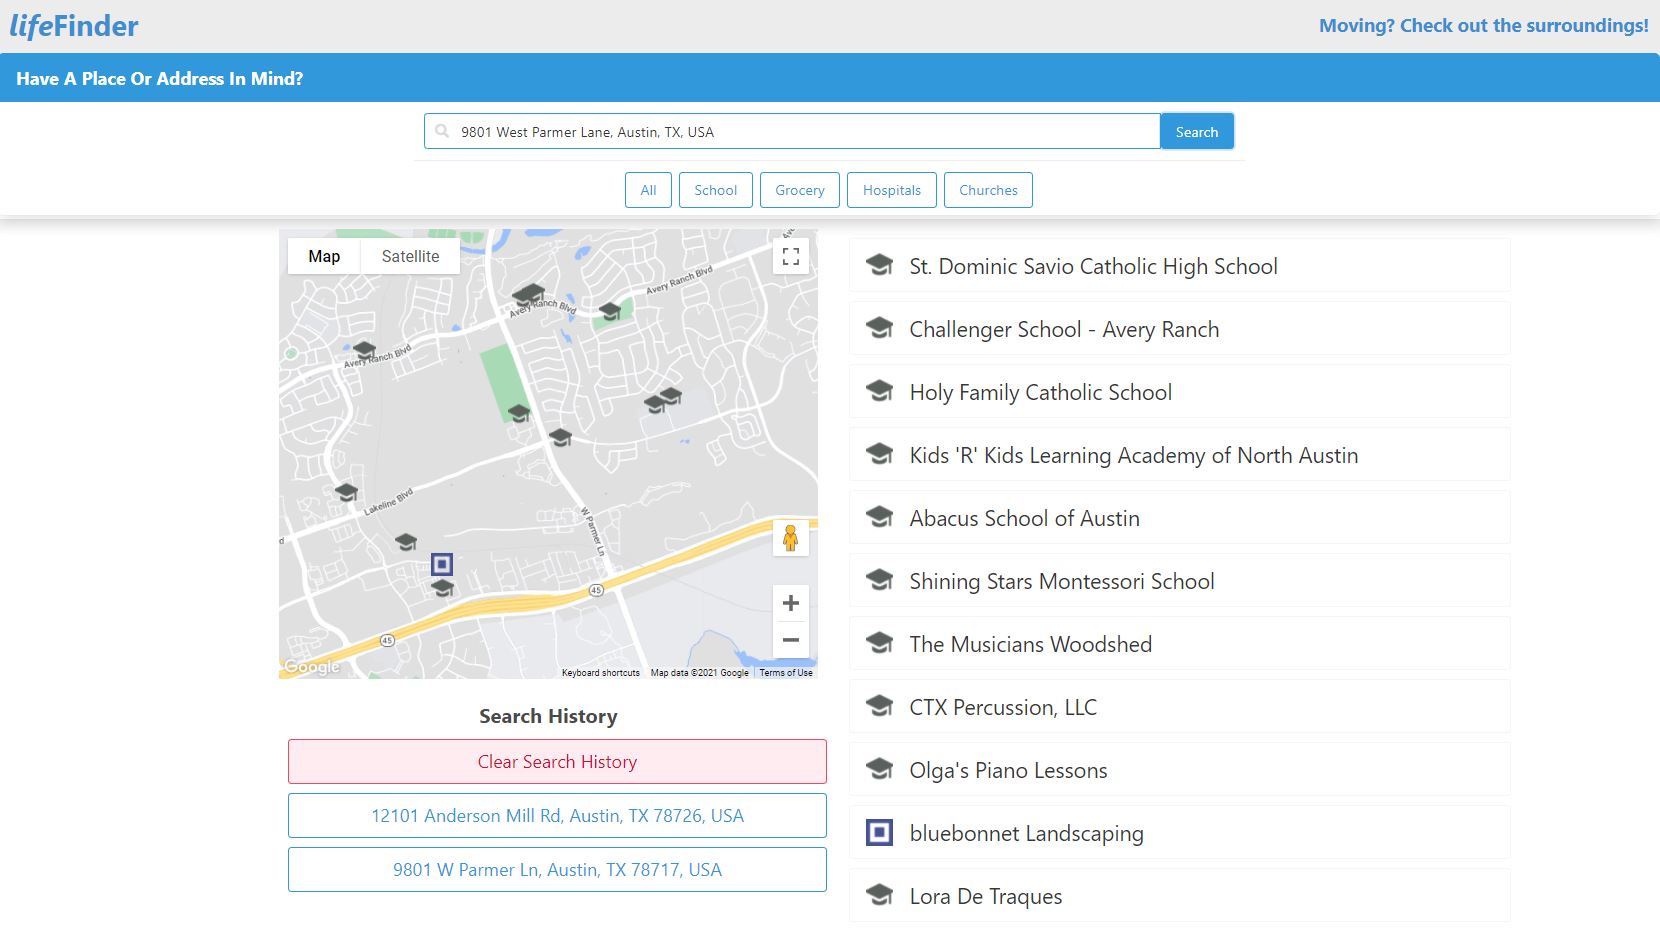 lifeFinder
Moving? Check out the surroundings!
Have A Place Or Address In Mind?
9801 West Parmer Lane, Austin, TX, USA
Search
All
School
Grocery
Hospitals
Churches
Map
Satellite
Avery Ranch Blvd
Avery Ranch Blvd
Avery Ranch Blvd
Lakeline Blvd
W Parmer Ln
45
45
Google
Keyboard shortcuts
Map data ©2021 Google
Terms of Use
Search History
Clear Search History
12101 Anderson Mill Rd, Austin, TX 78726, USA
9801 W Parmer Ln, Austin, TX 78717, USA
St. Dominic Savio Catholic High School
Challenger School - Avery Ranch
Holy Family Catholic School
Kids 'R' Kids Learning Academy of North Austin
Abacus School of Austin
Shining Stars Montessori School
The Musicians Woodshed
CTX Percussion, LLC
Olga's Piano Lessons
bluebonnet Landscaping
Lora De Traques